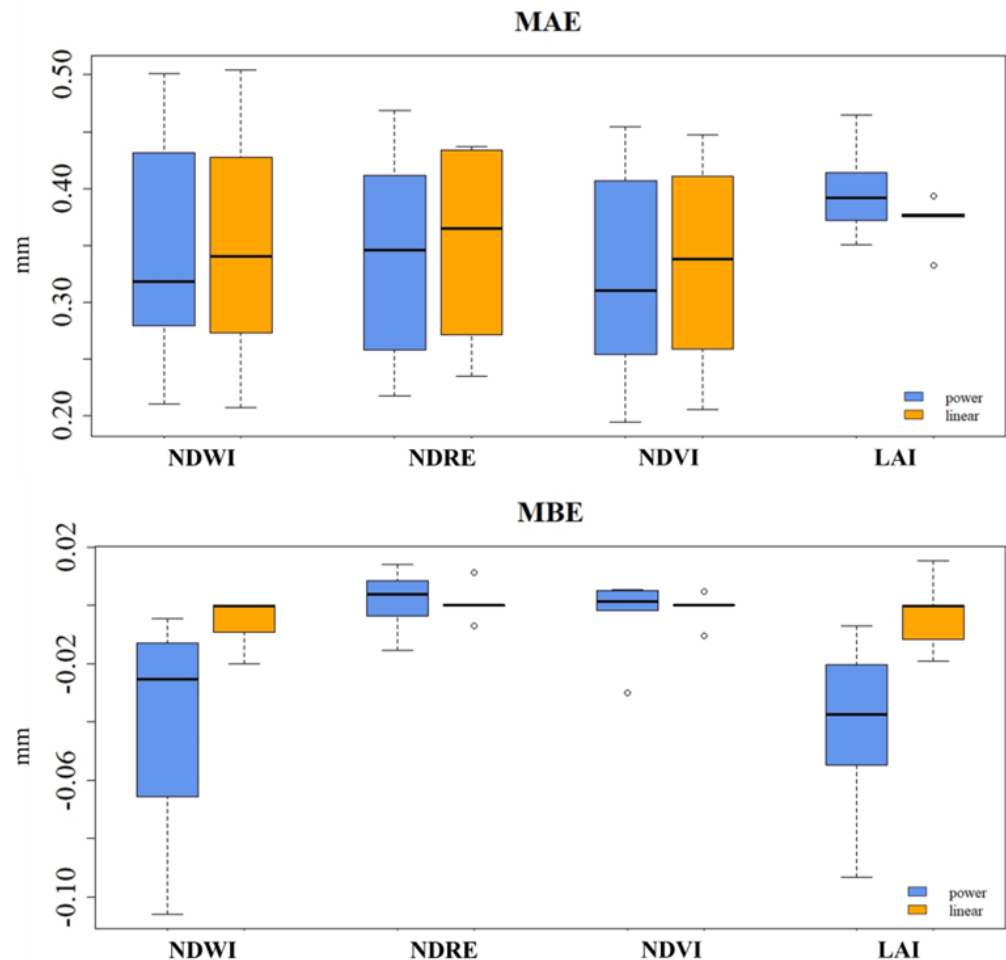 MAE
mm
0.50
0.40
0.30
0.20
power
linear
NDWI NDRE NDVI LAI
MBE
mm
0.02
-0.02
-0.06
-0.10
power
linear
NDWI NDRE NDVI LAI